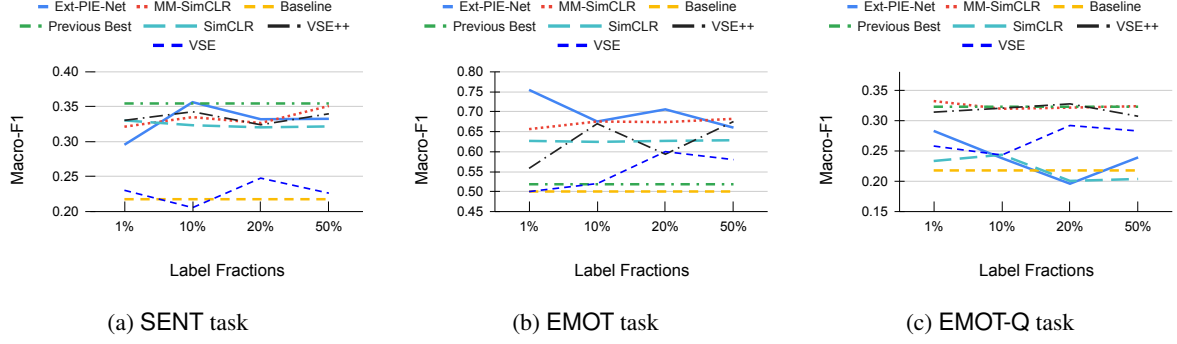 Ext-PIE-Net MM-SimCLR Baseline
Previous Best SimCLR VSE++
VSE
Macro-F1
0.40
0.35
0.30
0.25
0.20
1% 10% 20% 50%
Label Fractions
(a) SENT task
Ext-PIE-Net MM-SimCLR Baseline
Previous Best SimCLR VSE++
VSE
Macro-F1
0.80
0.75
0.70
0.65
0.60
0.55
0.50
0.45
1% 10% 20% 50%
Label Fractions
(b) EMOT task
Ext-PIE-Net MM-SimCLR Baseline
Previous Best SimCLR VSE++
VSE
Macro-F1
0.35
0.30
0.25
0.20
0.15
1% 10% 20% 50%
Label Fractions
(c) EMOT-Q task